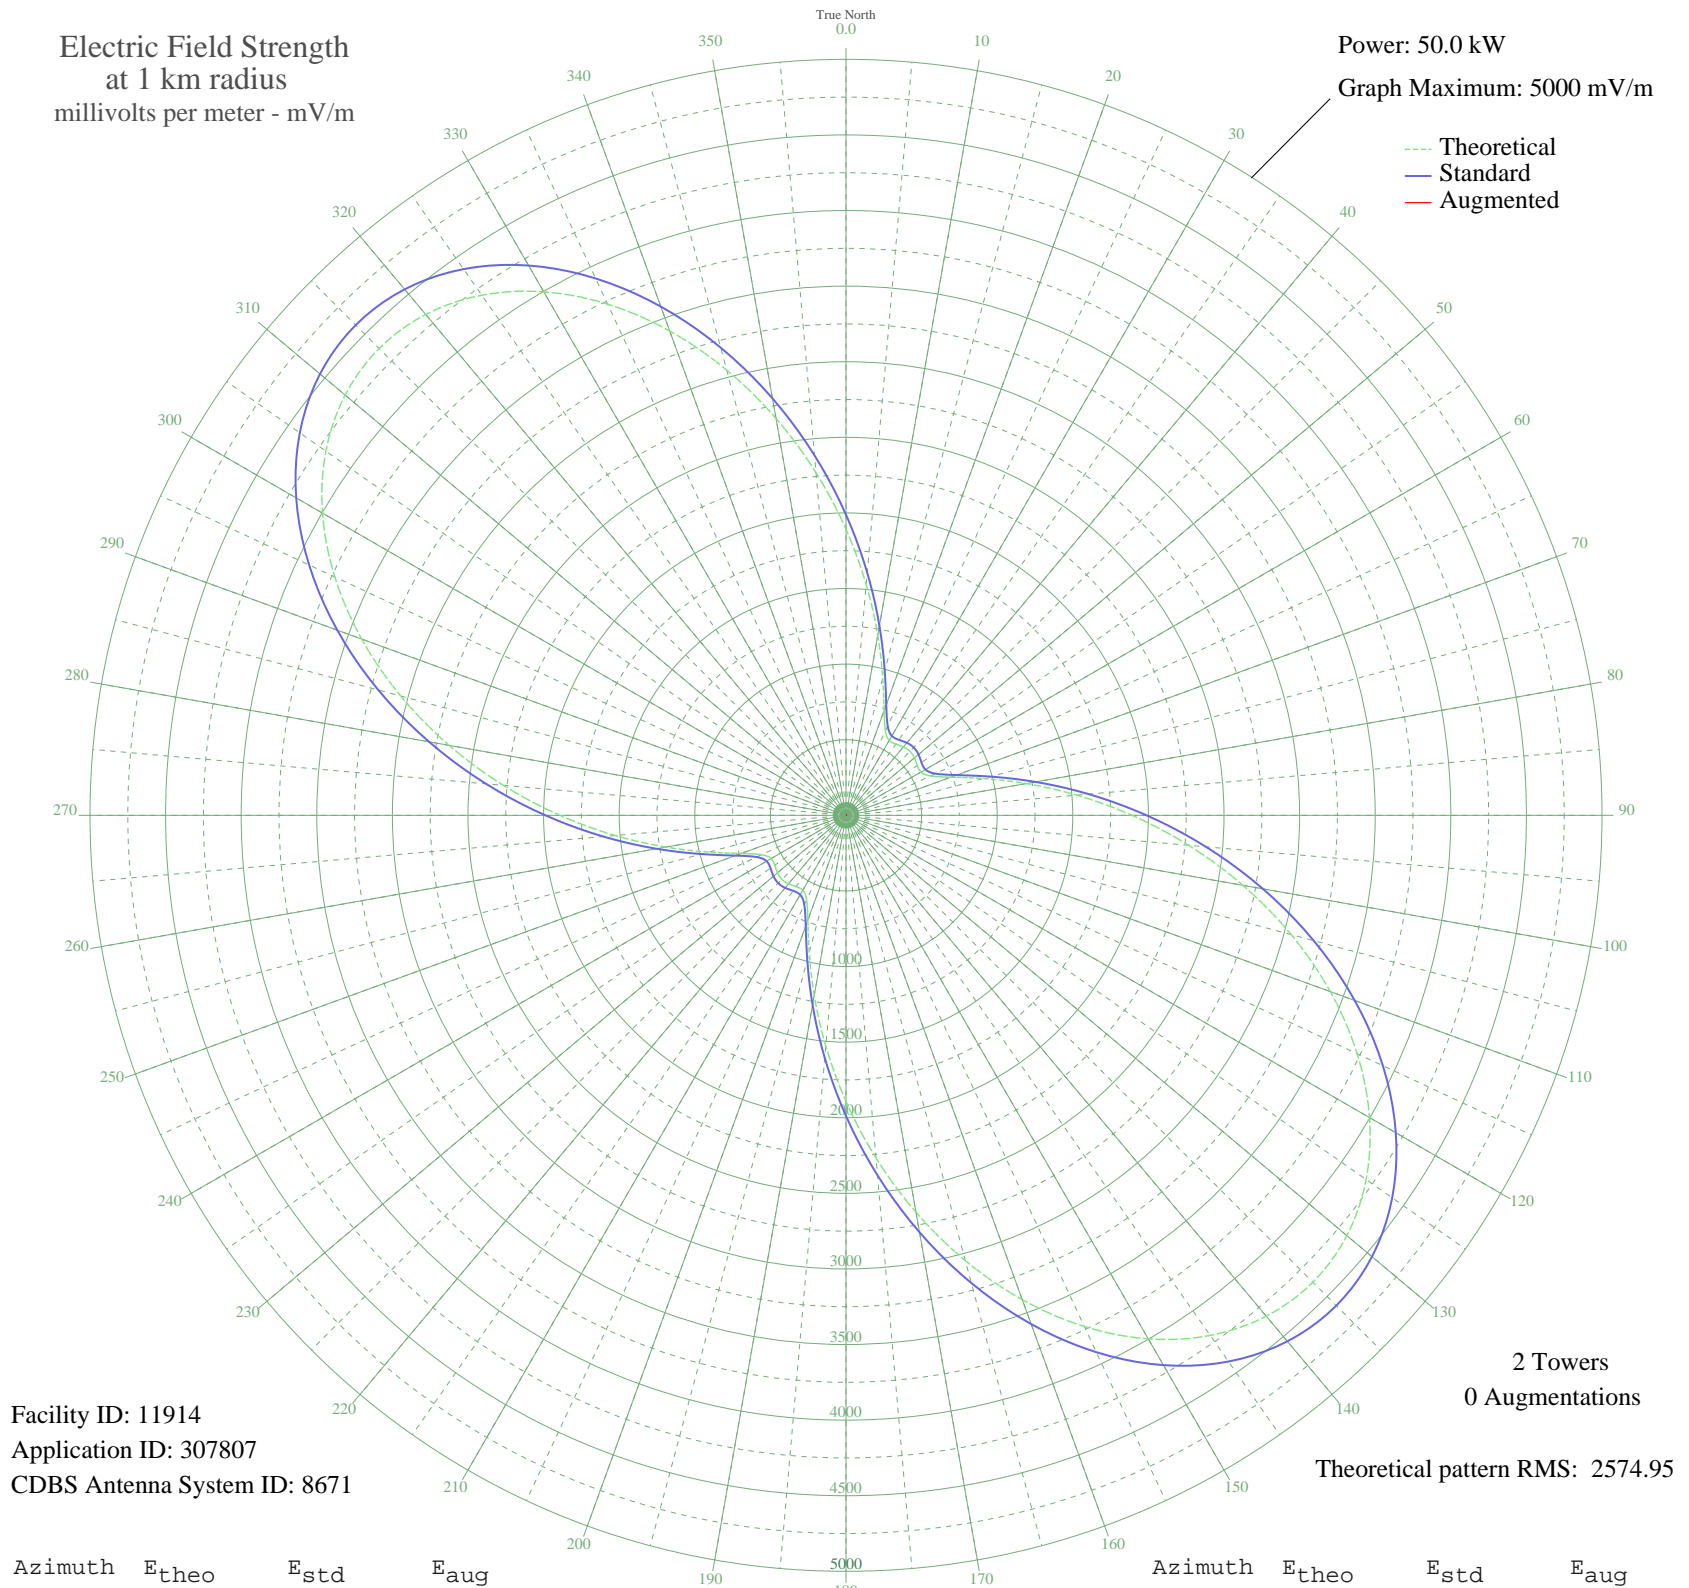 True North
Electric Field Strength
at 1 km radius
millivolts per meter - mV/m
Power: 50.0 kW
Graph Maximum: 5000 mV/m
Theoretical
Standard
Augmented
0.0
10
20
30
40
50
60
70
80
90
100
110
120
130
140
150
160
170
190
200
210
220
230
240
250
260
270
280
290
300
310
320
330
340
350
1000
1500
2000
2500
3000
3500
4000
4500
5000
2 Towers
0 Augmentations
Theoretical pattern RMS: 2574.95
Facility ID: 11914
Application ID: 307807
CDBS Antenna System ID: 8671
Azimuth Etheo Estd Eaug
Azimuth Etheo Estd Eaug